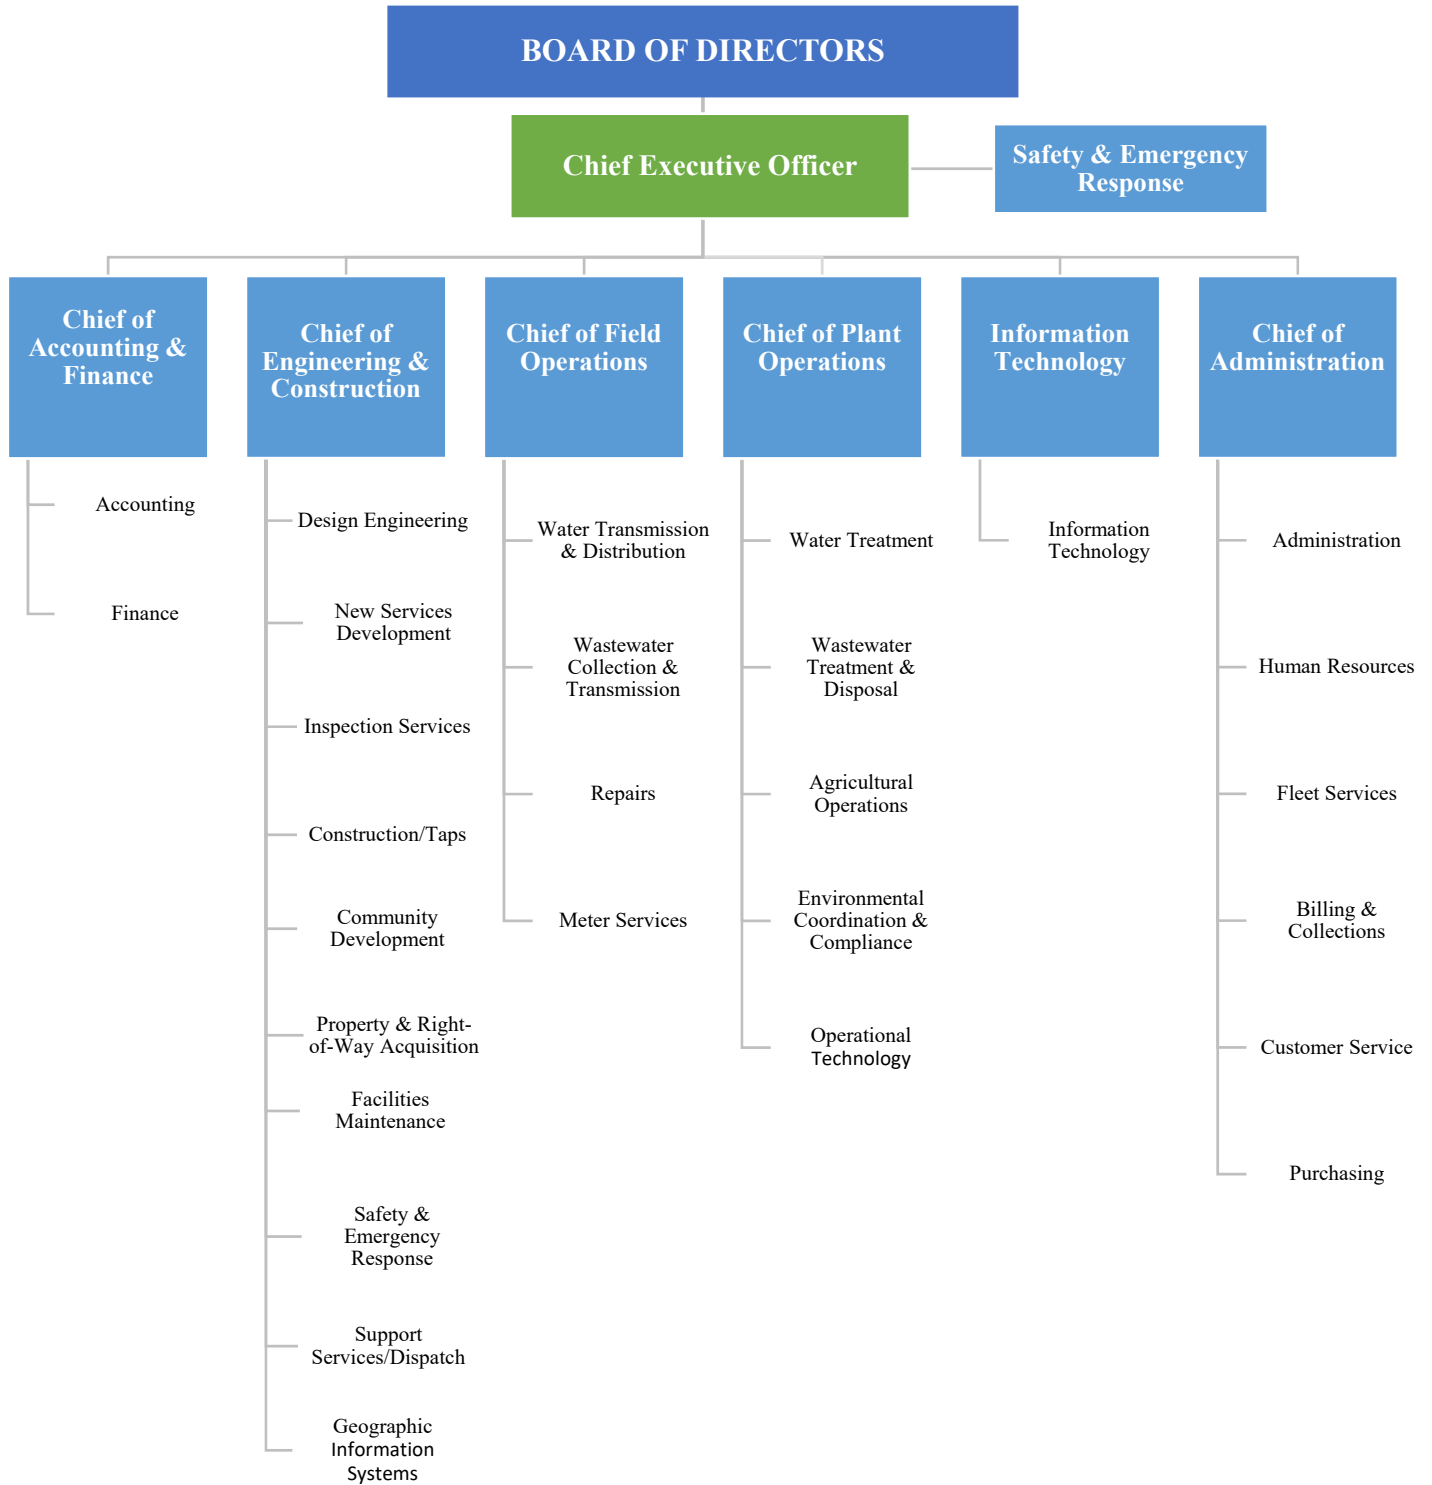 BOARD OF DIRECTORS
Chief Executive Officer
Safety & Emergency
Response
Chief of
Accounting &
Finance
Accounting
Finance
Chief of
Engineering &
Construction
Design Engineering
New Services
Development
Inspection Services
Construction/Taps
Community
Development
Property & Right-
of-Way Acquisition
Facilities
Maintenance
Safety &
Emergency
Response
Support
Services/Dispatch
Geographic
Information
Systems
Chief of Field
Operations
Water Transmission
& Distribution
Wastewater
Collection &
Transmission
Repairs
Meter Services
Chief of Plant
Operations
Water Treatment
Wastewater
Treatment &
Disposal
Agricultural
Operations
Environmental
Coordination &
Compliance
Operational
Technology
Information
Technology
Information
Technology
Chief of
Administration
Administration
Human Resources
Fleet Services
Billing &
Collections
Customer Service
Purchasing